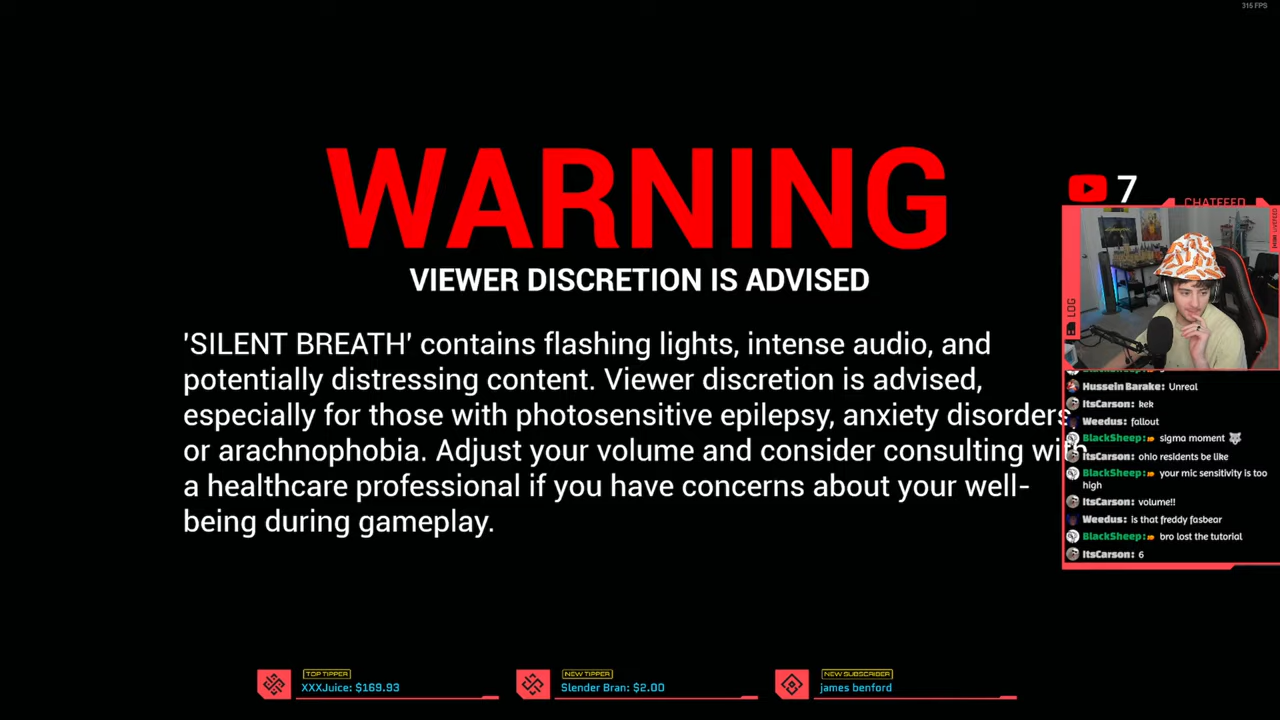 315 FPS
WARNING
VIEWER DISCRETION IS ADVISED
'SILENT BREATH' contains flashing lights, intense audio, and
potentially distressing content. Viewer discretion is advised,
especially for those with photosensitive epilepsy, anxiety disorders
or arachnophobia. Adjust your volume and consider consulting with
a healthcare professional if you have concerns about your well-
being during gameplay.
7
CHATFEED
LOG
Hussein Barake: Unreal
ItsCarson: kek
Weedus: fallout
BlackSheep: sigma moment
ItsCarson: ohio residents be like
BlackSheep: your mic sensitivity is too
high
ItsCarson: volume!!
Weedus: is that freddy fasbear
BlackSheep: bro lost the tutorial
ItsCarson: 6
TOP TIPPER
XXXJuice: $169.93
NEW TIPPER
Slender Bran: $2.00
NEW SUBSCRIBER
james benford